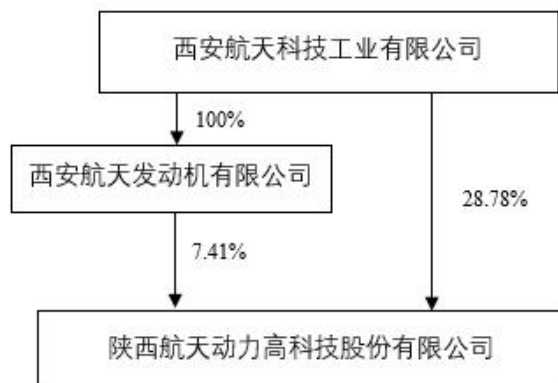 西安航天科技工业有限公司
100%
西安航天发动机有限公司
28.78%
7.41%
陕西航天动力高科技股份有限公司